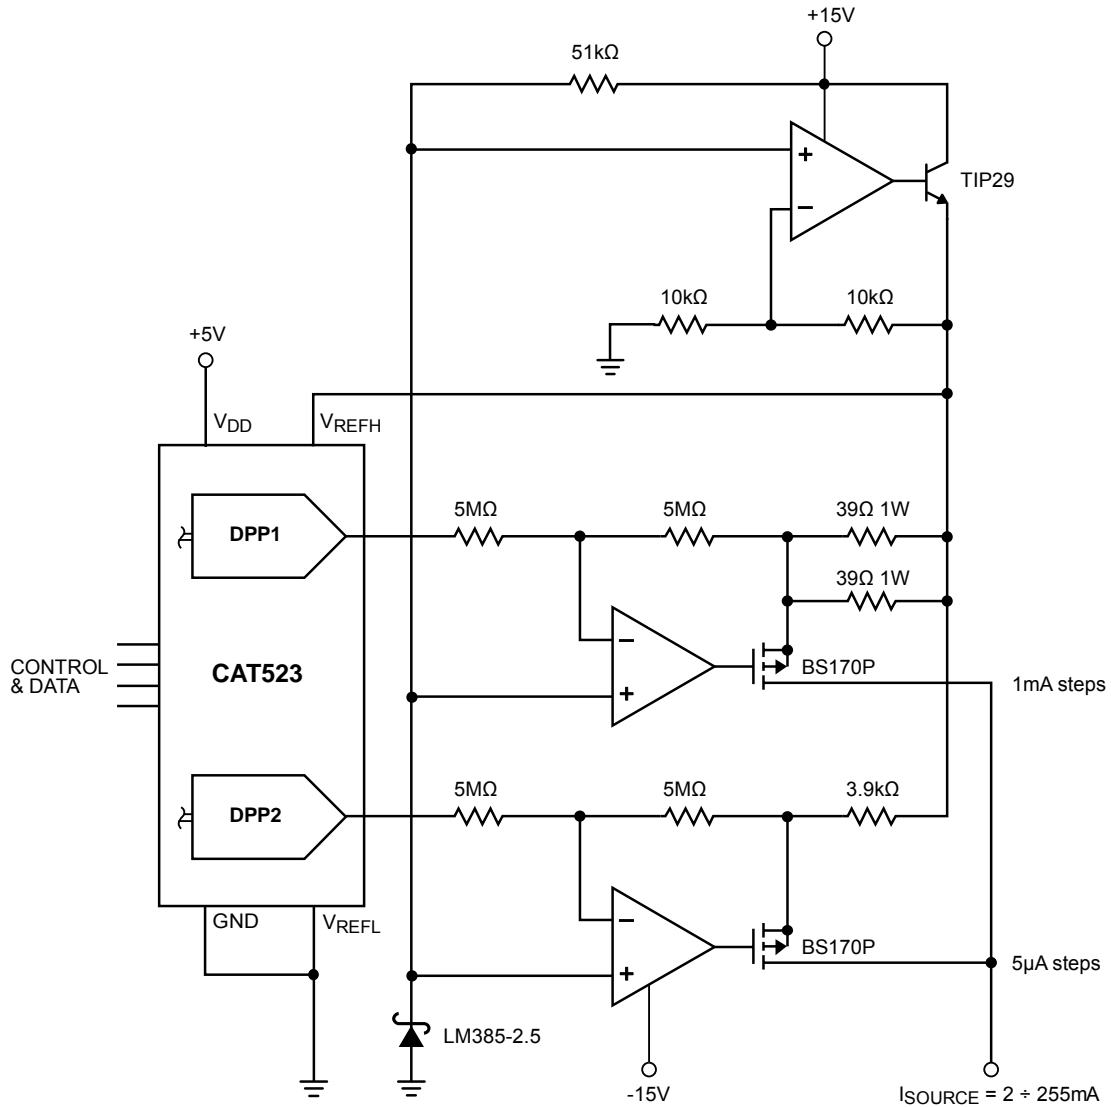 +15V
51kΩ
+
TIP29
−
10kΩ
10kΩ
+5V
VDD
VREFH
DPP1
5MΩ
5MΩ
39Ω 1W
39Ω 1W
−
CONTROL
& DATA
CAT523
BS170P
+
1mA steps
DPP2
5MΩ
5MΩ
3.9kΩ
GND
VREFL
−
BS170P
+
5µA steps
LM385-2.5
-15V
ISOURCE = 2 ÷ 255mA